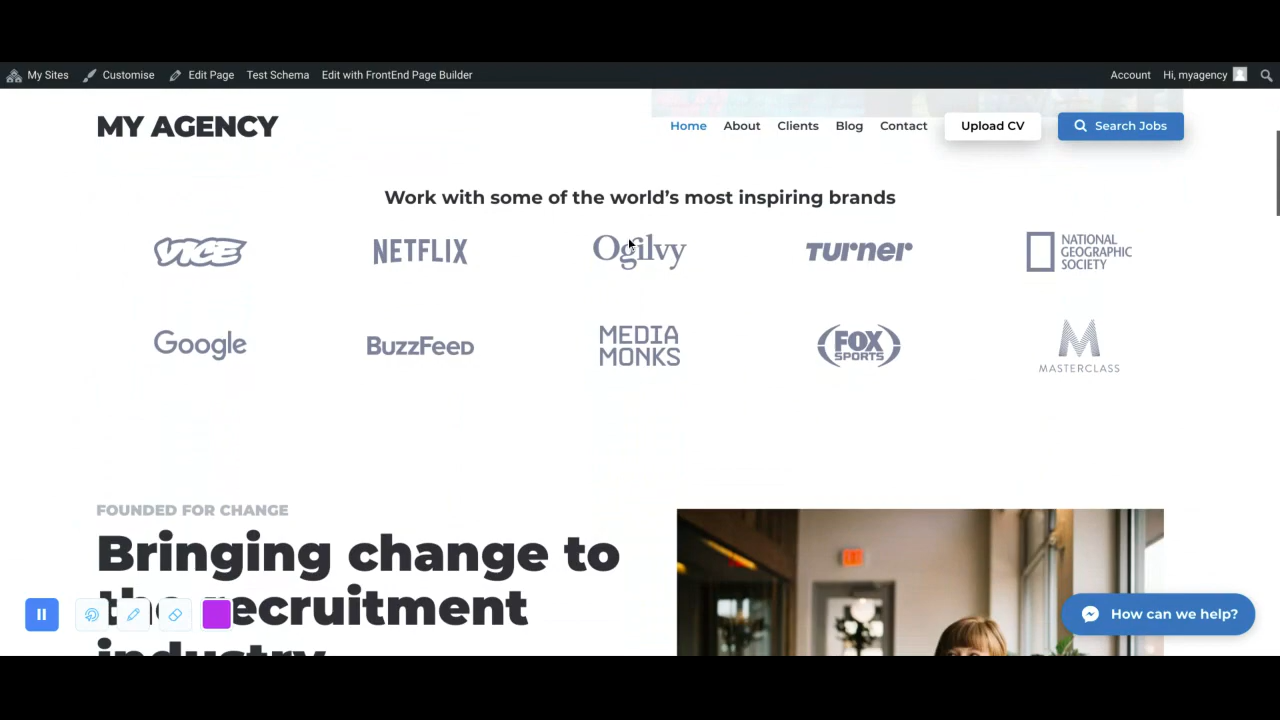 My Sites Customise Edit Page Test Schema Edit with FrontEnd Page Builder Account Hi, myagency
MY AGENCY Home About Clients Blog Contact Upload CV Search Jobs
Work with some of the world’s most inspiring brands
VICE NETFLIX Ogilvy Turner NATIONAL
GEOGRAPHIC
SOCIETY
Google BuzzFeed MEDIA
MONKS FOX
SPORTS MASTERCLASS
FOUNDED FOR CHANGE
Bringing change to
the recruitment
industry
How can we help?